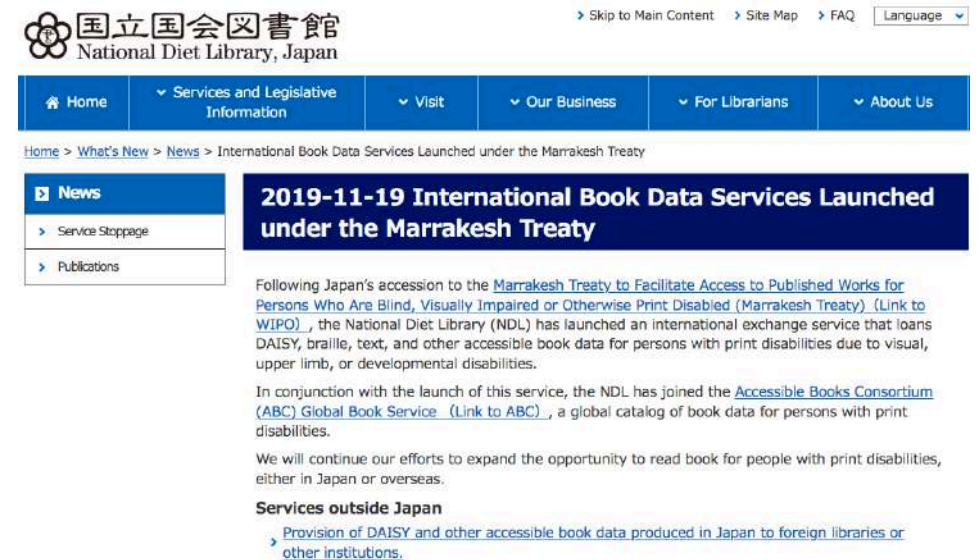 国立国会図書館
National Diet Library, Japan
Skip to Main Content Site Map FAQ Language
Home
Services and Legislative
Information
Visit
Our Business
For Librarians
About Us
Home > What's New > News > International Book Data Services Launched under the Marrakesh Treaty
News
Service Stoppage
Publications
2019-11-19 International Book Data Services Launched
under the Marrakesh Treaty
Following Japan's accession to the Marrakesh Treaty to Facilitate Access to Published Works for
Persons Who Are Blind, Visually Impaired or Otherwise Print Disabled (Marrakesh Treaty)（Link to
WIPO）, the National Diet Library (NDL) has launched an international exchange service that loans
DAISY, braille, text, and other accessible book data for persons with print disabilities due to visual,
upper limb, or developmental disabilities.
In conjunction with the launch of this service, the NDL has joined the Accessible Books Consortium
(ABC) Global Book Service （Link to ABC）, a global catalog of book data for persons with print
disabilities.
We will continue our efforts to expand the opportunity to read book for people with print disabilities,
either in Japan or overseas.
Services outside Japan
Provision of DAISY and other accessible book data produced in Japan to foreign libraries or
other institutions.